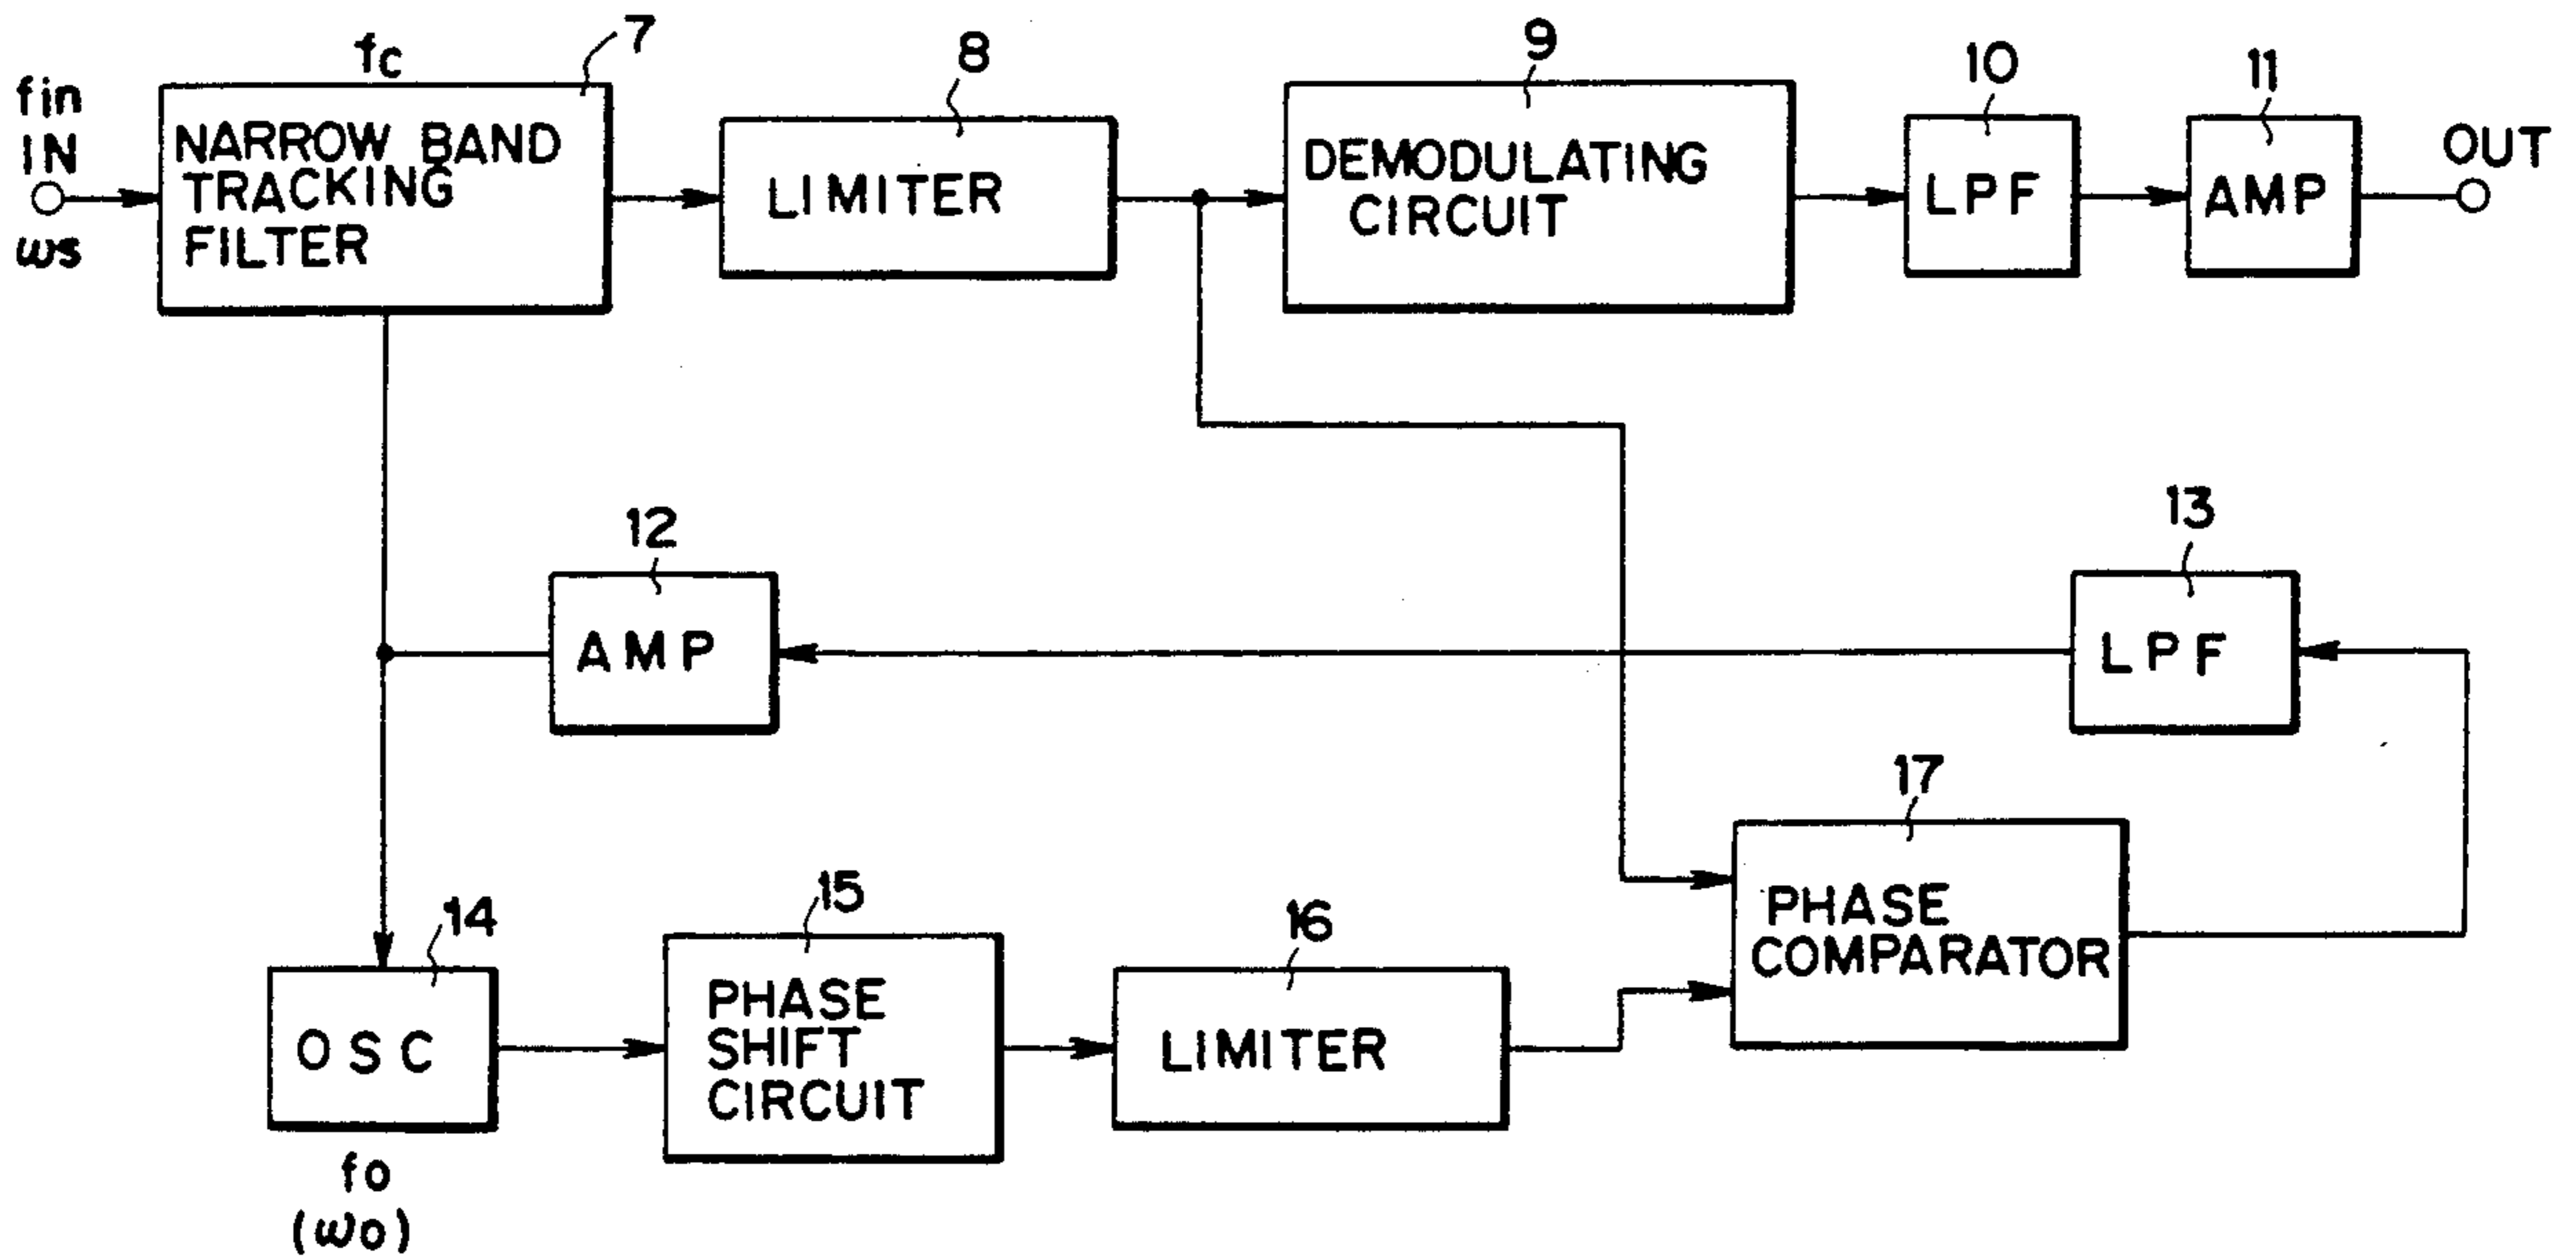 fin
IN
ωs
fc
7
NARROW BAND
TRACKING
FILTER
8
LIMITER
9
DEMODULATING
CIRCUIT
10
LPF
11
AMP
OUT
12
AMP
13
LPF
14
OSC
fo
(ωo)
15
PHASE
SHIFT
CIRCUIT
16
LIMITER
17
PHASE
COMPARATOR